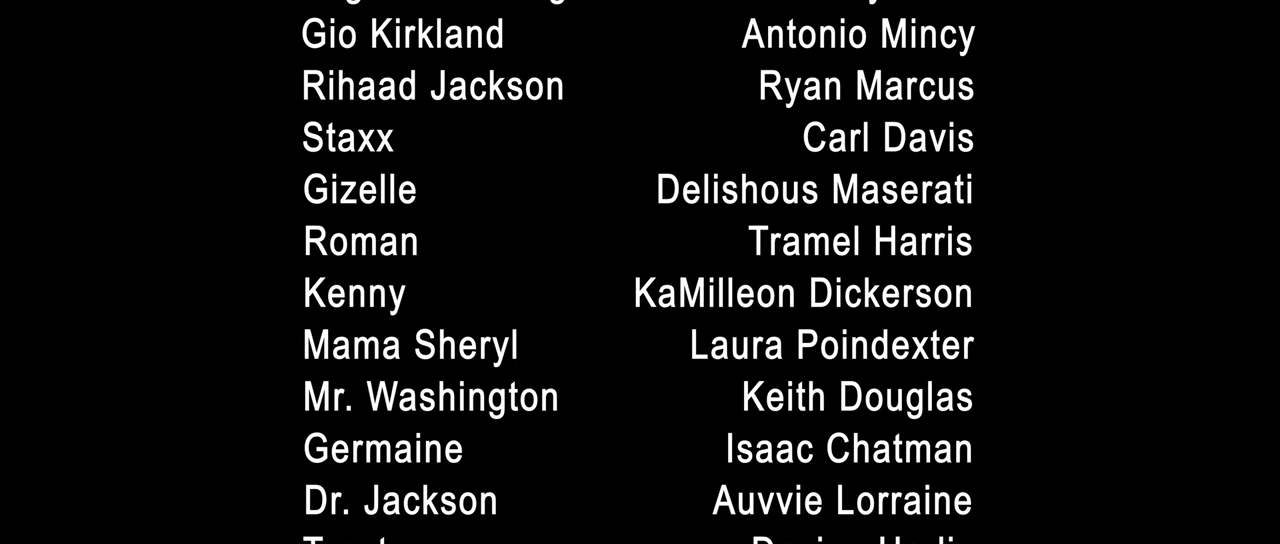 Gio Kirkland Antonio Mincy
Rihaad Jackson Ryan Marcus
Staxx Carl Davis
Gizelle Delishous Maserati
Roman Tramel Harris
Kenny KaMilleon Dickerson
Mama Sheryl Laura Poindexter
Mr. Washington Keith Douglas
Germaine Isaac Chatman
Dr. Jackson Auvvie Lorraine